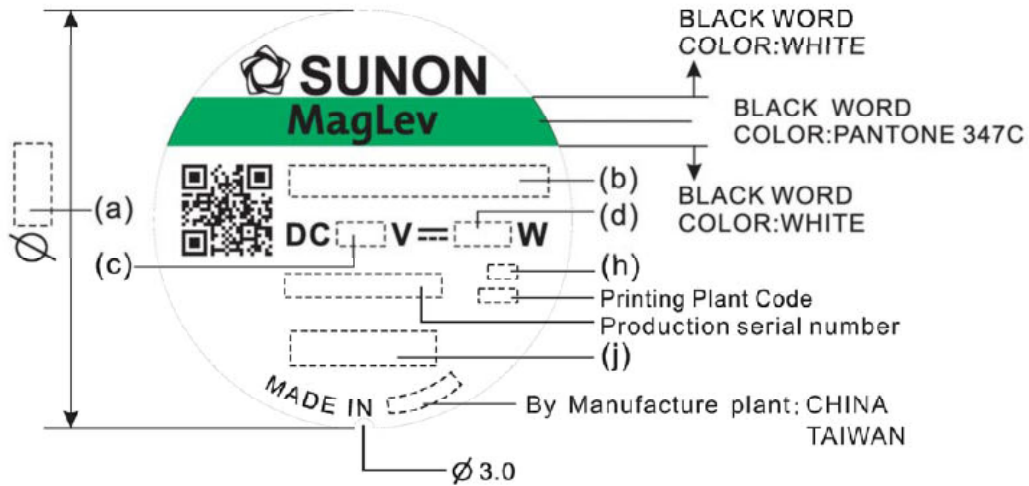 BLACK WORD
COLOR:WHITE
SUNON
MagLev
BLACK WORD
COLOR:PANTONE 347C
(a)
(b)
BLACK WORD
COLOR:WHITE
DC V W
(d)
Ø
(c)
(h)
Printing Plant Code
Production serial number
(j)
MADE IN
By Manufacture plant: CHINA
TAIWAN
Ø 3.0